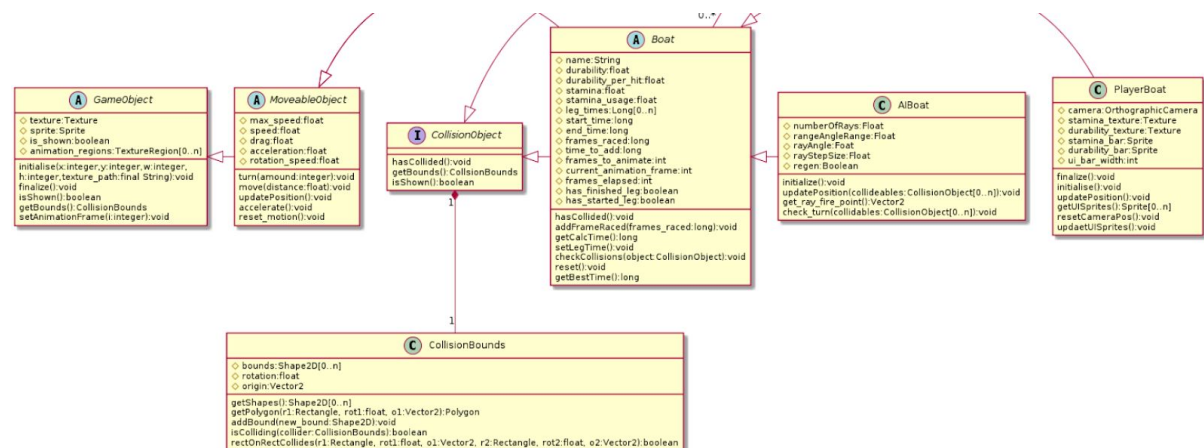 0..*
A GameObject
texture:Texture
sprite:Sprite
is_shown:boolean
animation_regions:TextureRegion[0..n]
initialise(x:integer,y:integer,w:integer,
h:integer,texture_path:final String):void
finalize():void
isShown():boolean
getBounds():CollisionBounds
setAnimationFrame(i:integer):void
A MoveableObject
max_speed:float
speed:float
drag:float
acceleration:float
rotation_speed:float
turn(amound:integer):void
move(distance:float):void
updatePosition():void
accelerate():void
reset_motion():void
I CollisionObject
hasCollided():void
getBounds():CollsionBounds
isShown():boolean
1
1
A Boat
name:String
durability:float
durability_per_hit:float
stamina:float
stamina_usage:float
leg_times:Long[0..n]
start_time:long
end_time:long
frames_raced:long
time_to_add:long
frames_to_animate:int
current_animation_frame:int
frames_elapsed:int
has_finished_leg:boolean
has_started_leg:boolean
hasCollided():void
addFrameRaced(frames_raced:long):void
getCalcTime():long
setLegTime():void
checkCollisions(object:CollisionObject):void
reset():void
getBestTime():long
C AIBoat
numberOfRays:Float
rangeAngleRange:Float
rayAngle:Float
rayStepSize:Float
regen:Boolean
initialize():void
updatePosition(collideables:CollisionObject[0..n]):void
get_ray_fire_point():Vector2
check_turn(collidables:CollisionObject[0..n]):void
C PlayerBoat
camera:OrthographicCamera
stamina_texture:Texture
durability_texture:Texture
stamina_bar:Sprite
durability_bar:Sprite
ui_bar_width:int
finalize():void
initialise():void
updatePosition():void
getUISprites():Sprite[0..n]
resetCameraPos():void
updaetUISprites():void
C CollisionBounds
bounds:Shape2D[0..n]
rotation:float
origin:Vector2
getShapes():Shape2D[0..n]
getPolygon(r1:Rectangle, rot1:float, o1:Vector2):Polygon
addBound(new_bound:Shape2D):void
isColliding(collider:CollisionBounds):boolean
rectOnRectCollides(r1:Rectangle, rot1:float, o1:Vector2, r2:Rectangle, rot2:float, o2:Vector2):boolean